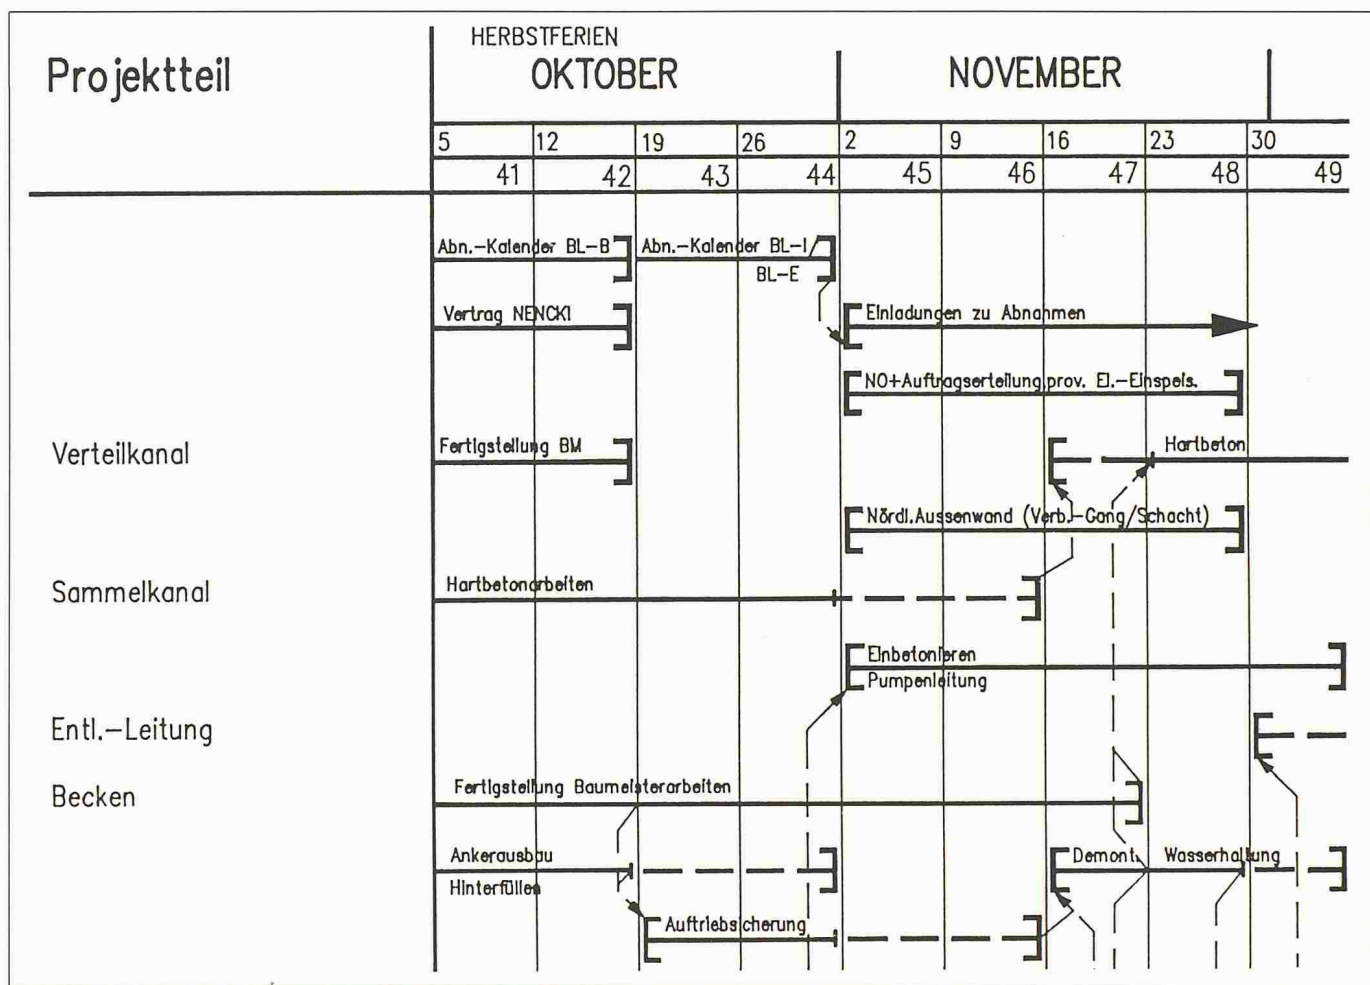 HERBSTFERIEN
Projektteil OKTOBER NOVEMBER
5 12 19 26 2 9 16 23 30
41 42 43 44 45 46 47 48 49
Abn.-Kalender BL-B Abn.-Kalender BL-I/
BL-E
Vertrag NENCKI Einladungen zu Abnahmen
NO+Auftragserteilung prov. El.-Einspeis.
Verteilkanal Fertigstellung BM Hartbeton
Nördl.Aussenwand (Verb.-Gang/Schacht)
Sammelkanal Hartbetonarbeiten
Einbetonieren
Pumpenleitung
Entl.-Leitung
Becken Fertigstellung Baumeisterarbeiten
Ankerausbau Demont. Wasserhaltung
Hinterfüllen
Auftriebsicherung